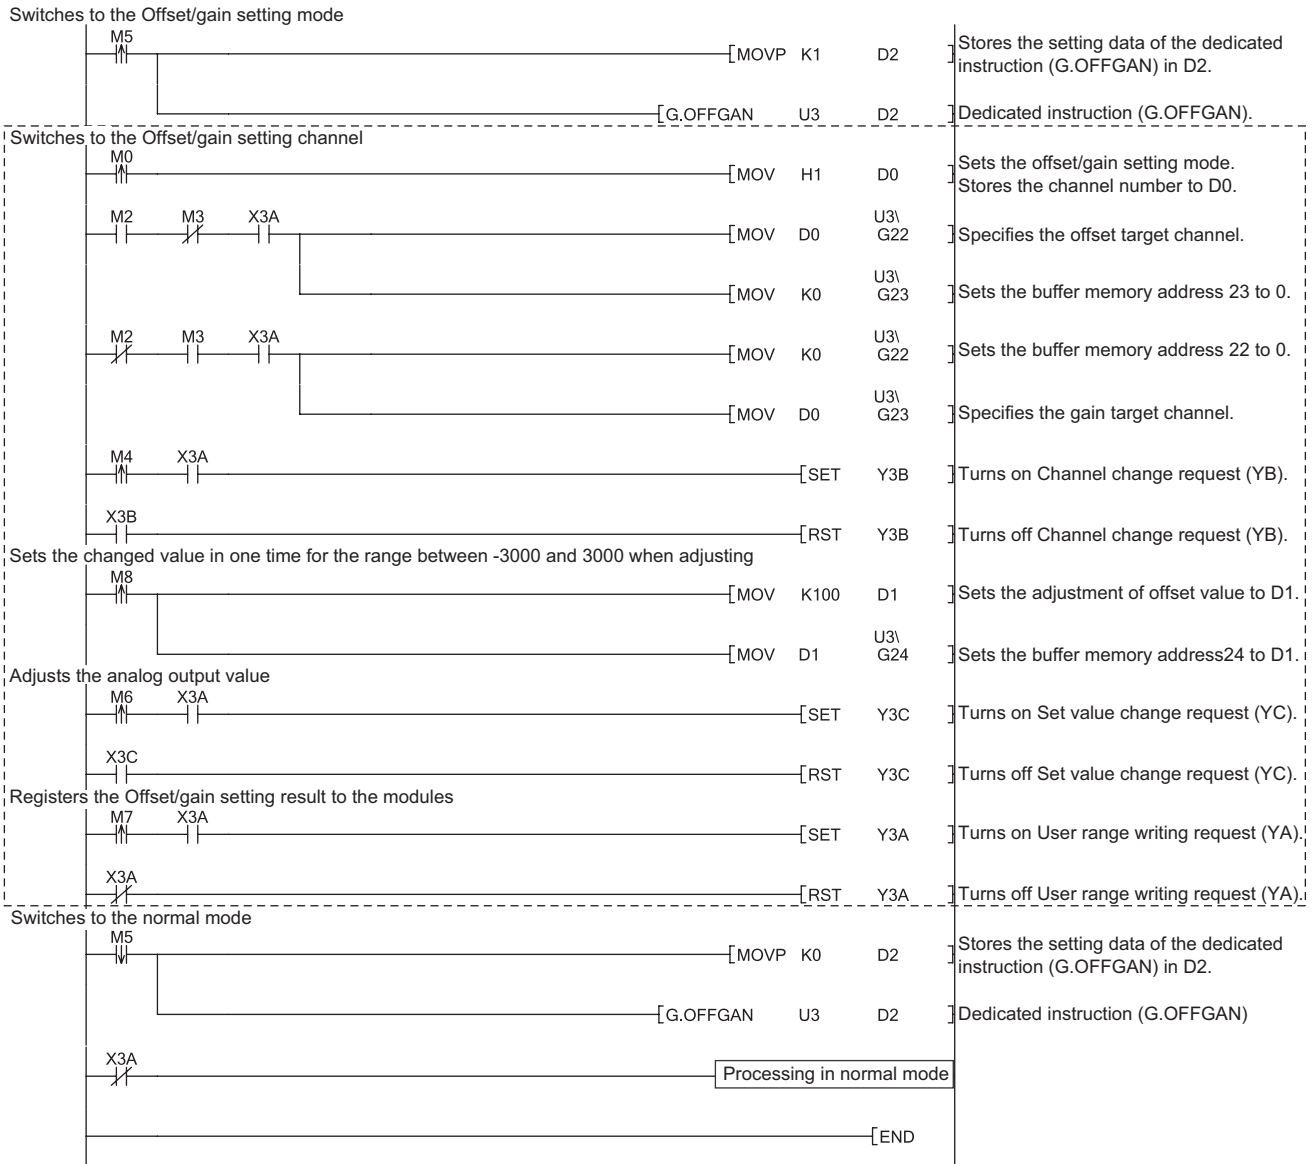 Switches to the Offset/gain setting mode
M5
MOVP K1 D2
Stores the setting data of the dedicated
instruction (G.OFFGAN) in D2.
G.OFFGAN U3 D2
Dedicated instruction (G.OFFGAN).
Switches to the Offset/gain setting channel
M0
MOV H1 D0
Sets the offset/gain setting mode.
Stores the channel number to D0.
M2 M3 X3A
U3\
MOV D0 G22
Specifies the offset target channel.
U3\
MOV K0 G23
Sets the buffer memory address 23 to 0.
M2 M3 X3A
U3\
MOV K0 G22
Sets the buffer memory address 22 to 0.
U3\
MOV D0 G23
Specifies the gain target channel.
M4 X3A
SET Y3B
Turns on Channel change request (YB).
X3B
RST Y3B
Turns off Channel change request (YB).
Sets the changed value in one time for the range between -3000 and 3000 when adjusting
M8
MOV K100 D1
Sets the adjustment of offset value to D1.
U3\
MOV D1 G24
Sets the buffer memory address24 to D1.
Adjusts the analog output value
M6 X3A
SET Y3C
Turns on Set value change request (YC).
X3C
RST Y3C
Turns off Set value change request (YC).
Registers the Offset/gain setting result to the modules
M7 X3A
SET Y3A
Turns on User range writing request (YA).
X3A
RST Y3A
Turns off User range writing request (YA).
Switches to the normal mode
M5
MOVP K0 D2
Stores the setting data of the dedicated
instruction (G.OFFGAN) in D2.
G.OFFGAN U3 D2
Dedicated instruction (G.OFFGAN)
X3A
Processing in normal mode
END